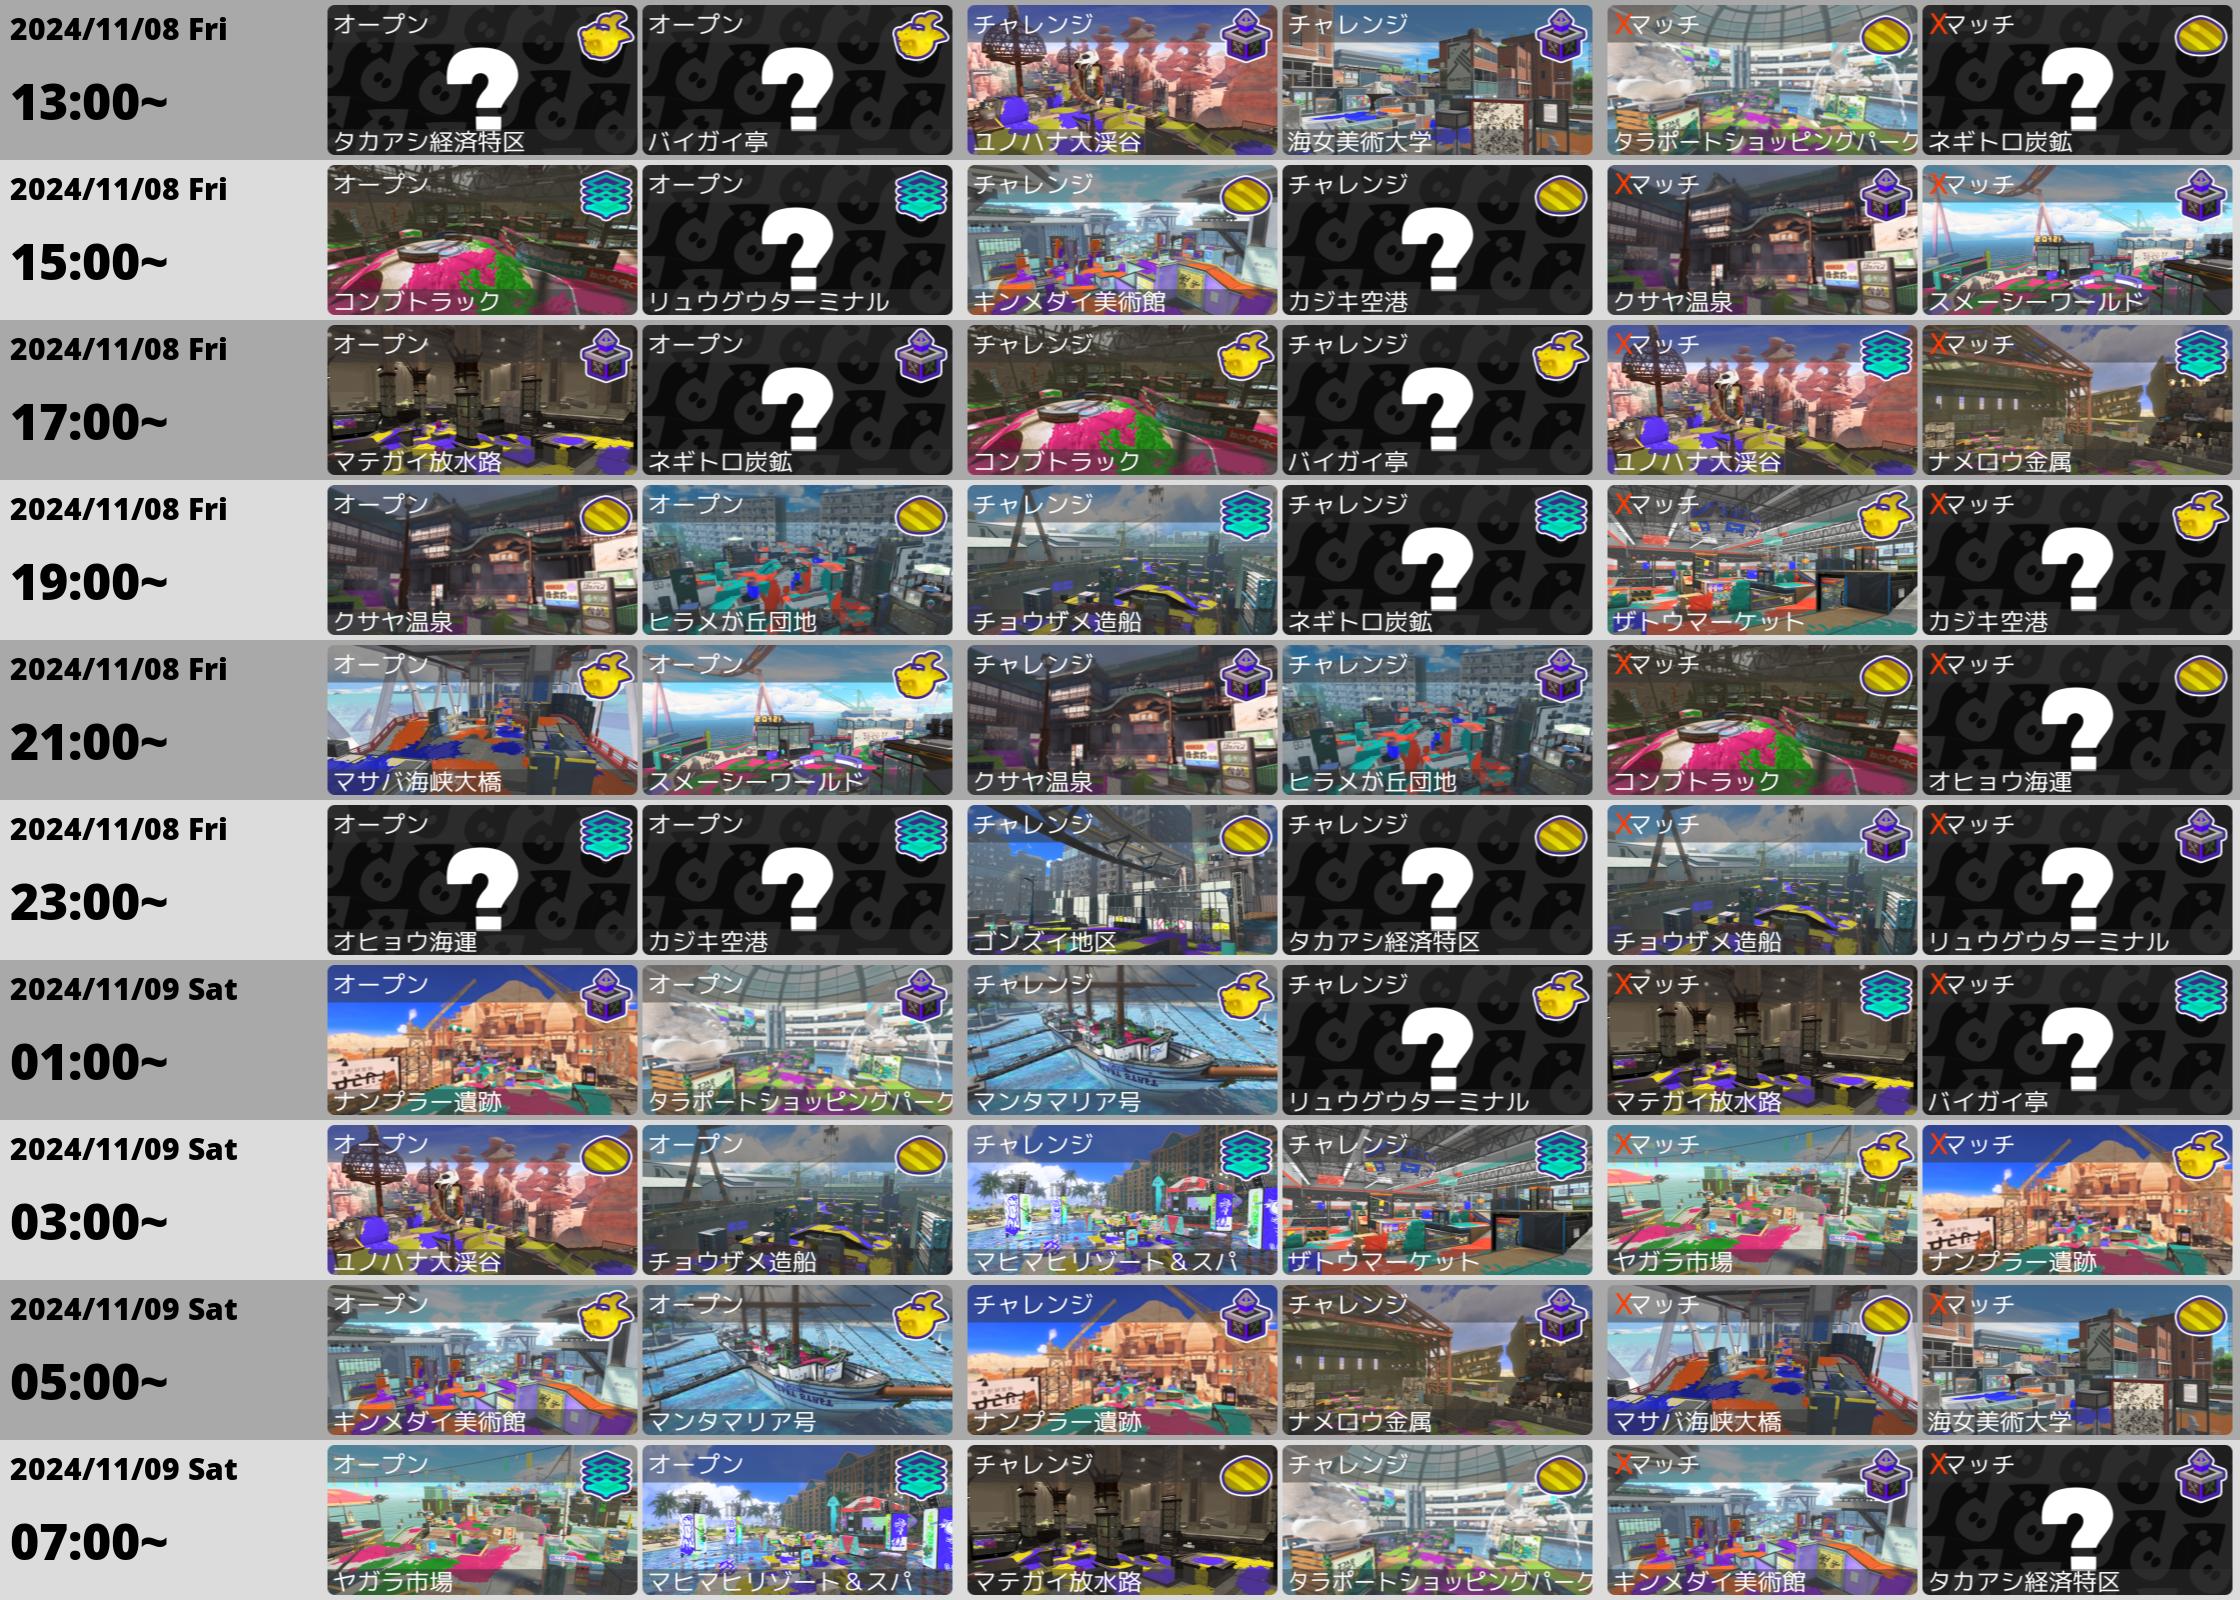 2024/11/08 Fri
13:00~
オープン
タカアシ経済特区
オープン
バイガイ亭
チャレンジ
ユノハナ大渓谷
チャレンジ
海女美術大学
Xマッチ
タラポートショッピングパーク
Xマッチ
ネギトロ炭鉱
2024/11/08 Fri
15:00~
オープン
コンブトラック
オープン
リュウグウターミナル
チャレンジ
キンメダイ美術館
チャレンジ
カジキ空港
Xマッチ
クサヤ温泉
Xマッチ
スメーシーワールド
2024/11/08 Fri
17:00~
オープン
マテガイ放水路
オープン
ネギトロ炭鉱
チャレンジ
コンブトラック
チャレンジ
バイガイ亭
Xマッチ
ユノハナ大渓谷
Xマッチ
ナメロウ金属
2024/11/08 Fri
19:00~
オープン
クサヤ温泉
オープン
ヒラメが丘団地
チャレンジ
チョウザメ造船
チャレンジ
ネギトロ炭鉱
Xマッチ
ザトウマーケット
Xマッチ
カジキ空港
2024/11/08 Fri
21:00~
オープン
マサバ海峡大橋
オープン
スメーシーワールド
チャレンジ
クサヤ温泉
チャレンジ
ヒラメが丘団地
Xマッチ
コンブトラック
Xマッチ
オヒョウ海運
2024/11/08 Fri
23:00~
オープン
オヒョウ海運
オープン
カジキ空港
チャレンジ
ゴンズイ地区
チャレンジ
タカアシ経済特区
Xマッチ
チョウザメ造船
Xマッチ
リュウグウターミナル
2024/11/09 Sat
01:00~
オープン
ナンプラー遺跡
オープン
タラポートショッピングパーク
チャレンジ
マンタマリア号
チャレンジ
リュウグウターミナル
Xマッチ
マテガイ放水路
Xマッチ
バイガイ亭
2024/11/09 Sat
03:00~
オープン
ユノハナ大渓谷
オープン
チョウザメ造船
チャレンジ
マヒマヒリゾート＆スパ
チャレンジ
ザトウマーケット
Xマッチ
ヤガラ市場
Xマッチ
ナンプラー遺跡
2024/11/09 Sat
05:00~
オープン
キンメダイ美術館
オープン
マンタマリア号
チャレンジ
ナンプラー遺跡
チャレンジ
ナメロウ金属
Xマッチ
マサバ海峡大橋
Xマッチ
海女美術大学
2024/11/09 Sat
07:00~
オープン
ヤガラ市場
オープン
マヒマヒリゾート＆スパ
チャレンジ
マテガイ放水路
チャレンジ
タラポートショッピングパーク
Xマッチ
キンメダイ美術館
Xマッチ
タカアシ経済特区